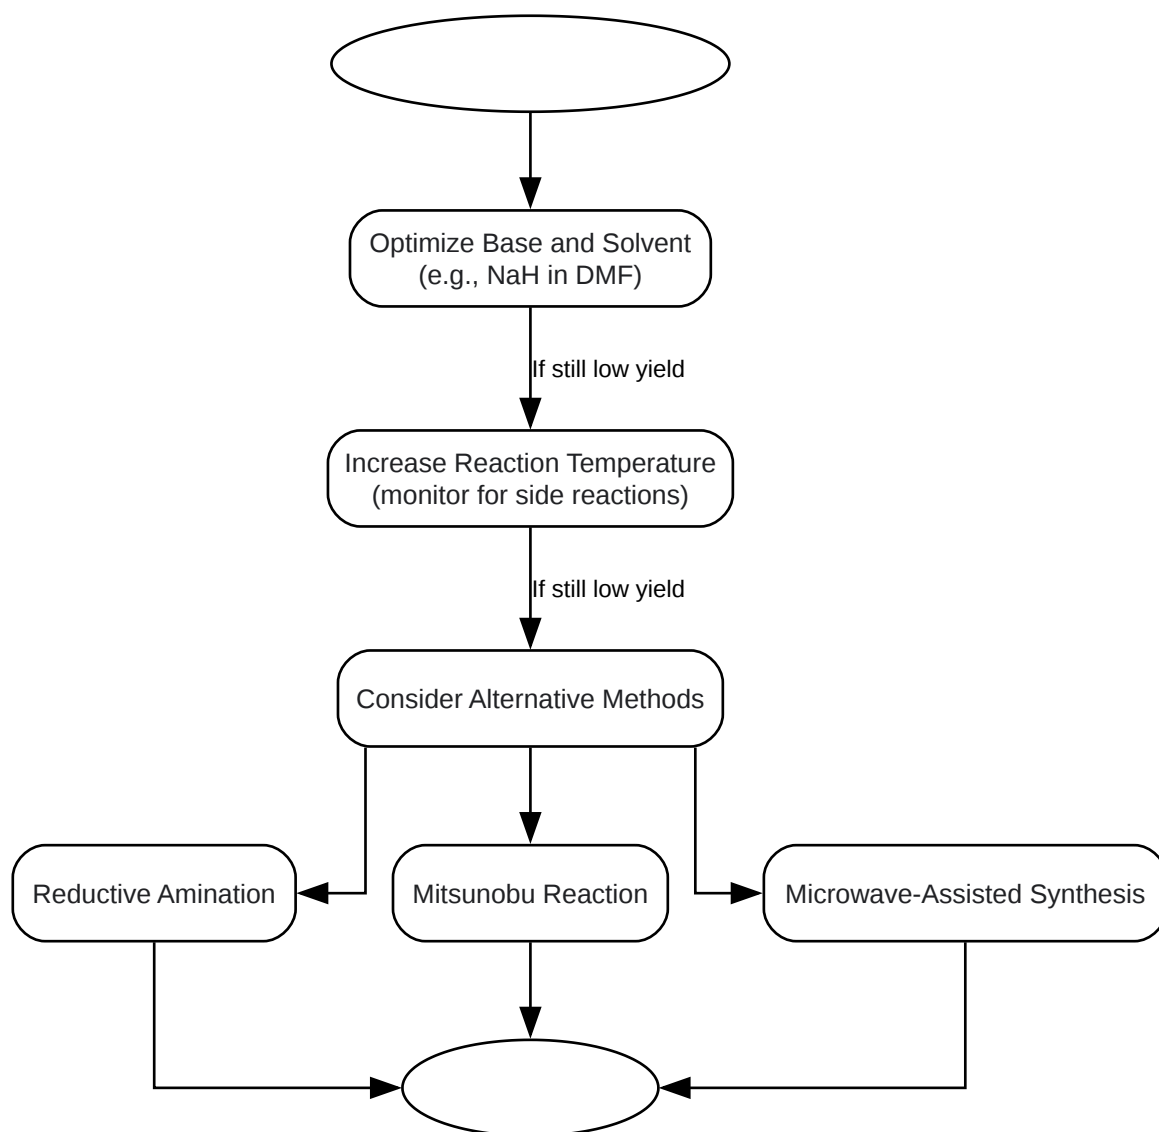 Optimize Base and Solvent
(e.g., NaH in DMF)
If still low yield
Increase Reaction Temperature
(monitor for side reactions)
If still low yield
Consider Alternative Methods
Reductive Amination
Mitsunobu Reaction
Microwave-Assisted Synthesis